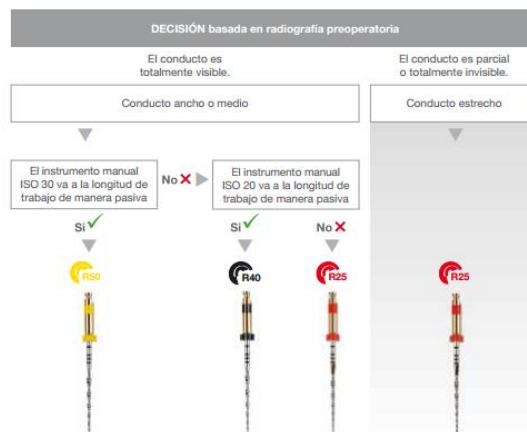 DECISIÓN basada en radiografía preoperatoria
El conducto es
totalmente visible.
El conducto es parcial
o totalmente invisible.
Conducto ancho o medio
Conducto estrecho
El instrumento manual
ISO 30 va a la longitud de
trabajo de manera pasiva
No
El instrumento manual
ISO 20 va a la longitud de
trabajo de manera pasiva
Sí
Sí
No
R50
R40
R25
R25